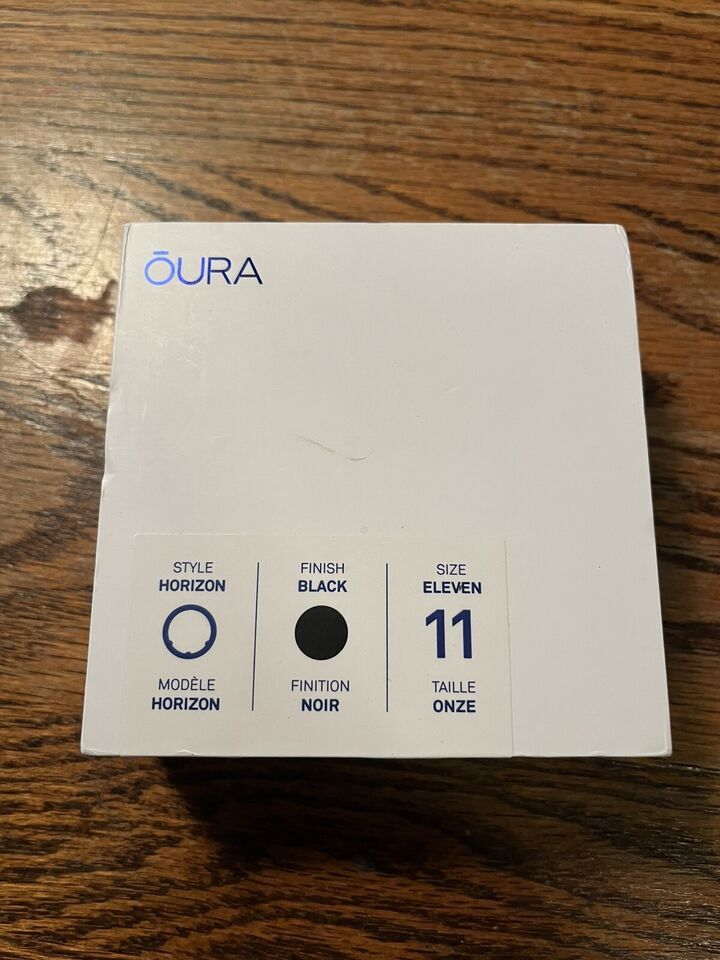 ŌURA
STYLE
HORIZON
MODÈLE
HORIZON
FINISH
BLACK
FINITION
NOIR
SIZE
ELEVEN
11
TAILLE
ONZE